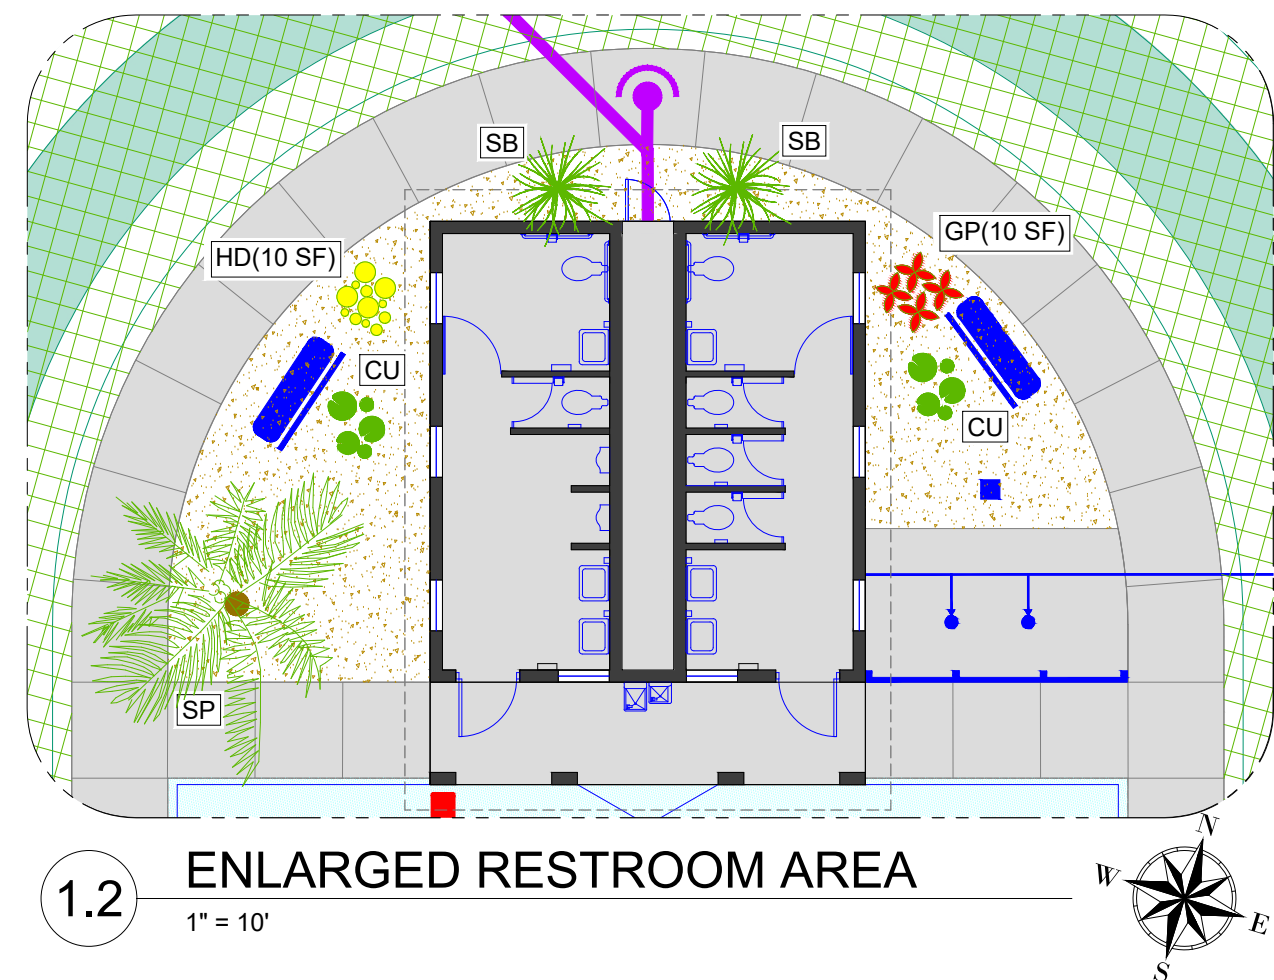 SB
SB
HD(10 SF)
GP(10 SF)
CU
CU
SP
1.2
ENLARGED RESTROOM AREA
1" = 10'
N
W
E
S